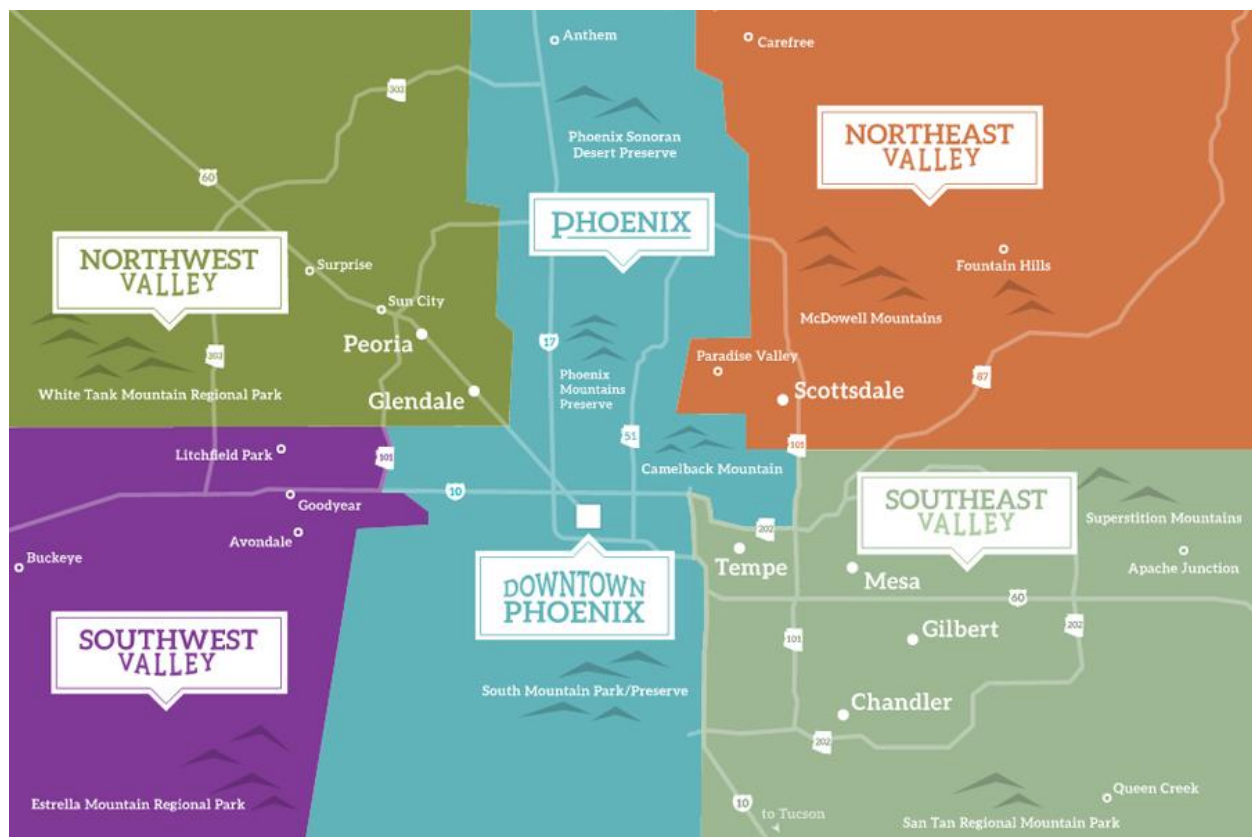 Anthem
Carefree
303
Phoenix Sonoran
Desert Preserve
NORTHEAST
VALLEY
60
PHOENIX
NORTHWEST
VALLEY
Surprise
Fountain Hills
Sun City
McDowell Mountains
Peoria
17
303
Paradise Valley
Phoenix
Mountains
Preserve
87
White Tank Mountain Regional Park
Glendale
Scottsdale
51
101
Litchfield Park
101
Camelback Mountain
10
Goodyear
SOUTHEAST
VALLEY
Superstition Mountains
202
Avondale
Buckeye
Tempe
Mesa
Apache Junction
DOWNTOWN
PHOENIX
60
SOUTHWEST
VALLEY
101
Gilbert
202
South Mountain Park/Preserve
Chandler
202
Estrella Mountain Regional Park
10
to Tucson
Queen Creek
San Tan Regional Mountain Park